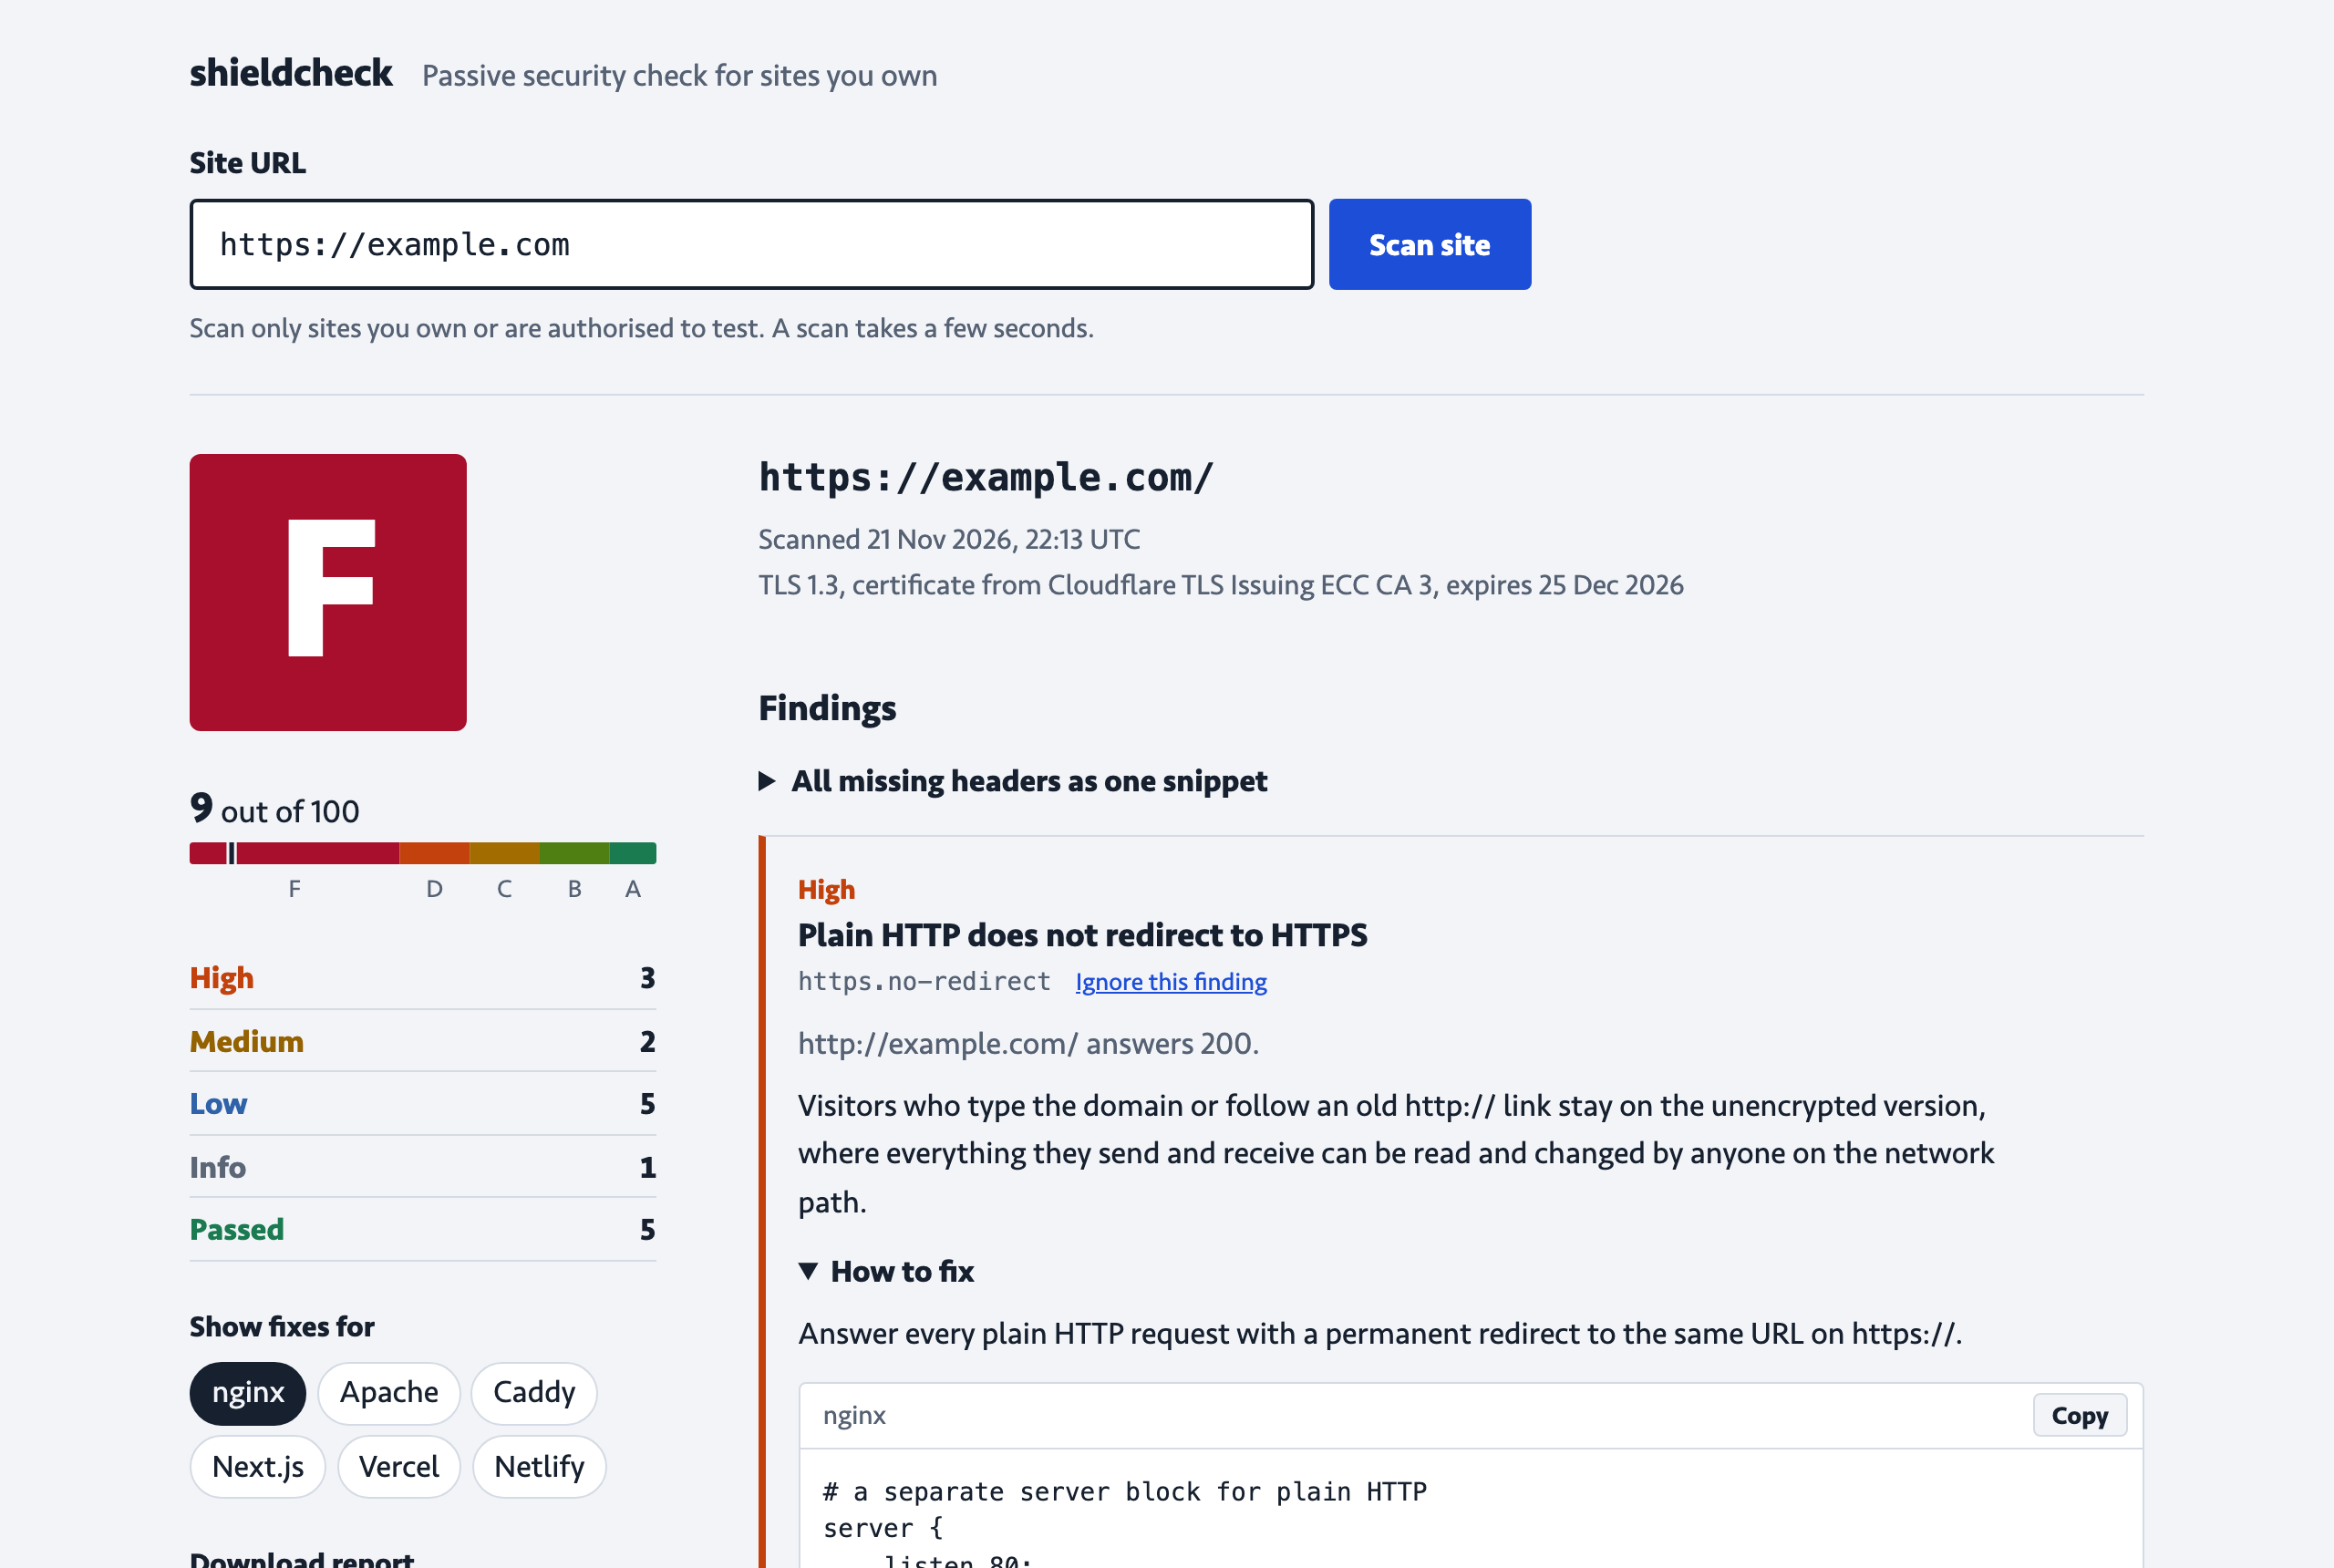 shieldcheck Passive security check for sites you own
Site URL
https://example.com
Scan site
Scan only sites you own or are authorised to test. A scan takes a few seconds.
F
9 out of 100
F D C B A
High 3
Medium 2
Low 5
Info 1
Passed 5
Show fixes for
nginx Apache Caddy
Next.js Vercel Netlify
Download report
https://example.com/
Scanned 21 Nov 2026, 22:13 UTC
TLS 1.3, certificate from Cloudflare TLS Issuing ECC CA 3, expires 25 Dec 2026
Findings
All missing headers as one snippet
High
Plain HTTP does not redirect to HTTPS
https.no-redirect Ignore this finding
http://example.com/ answers 200.
Visitors who type the domain or follow an old http:// link stay on the unencrypted version,
where everything they send and receive can be read and changed by anyone on the network
path.
How to fix
Answer every plain HTTP request with a permanent redirect to the same URL on https://.
nginx Copy
# a separate server block for plain HTTP
server {
listen 80;